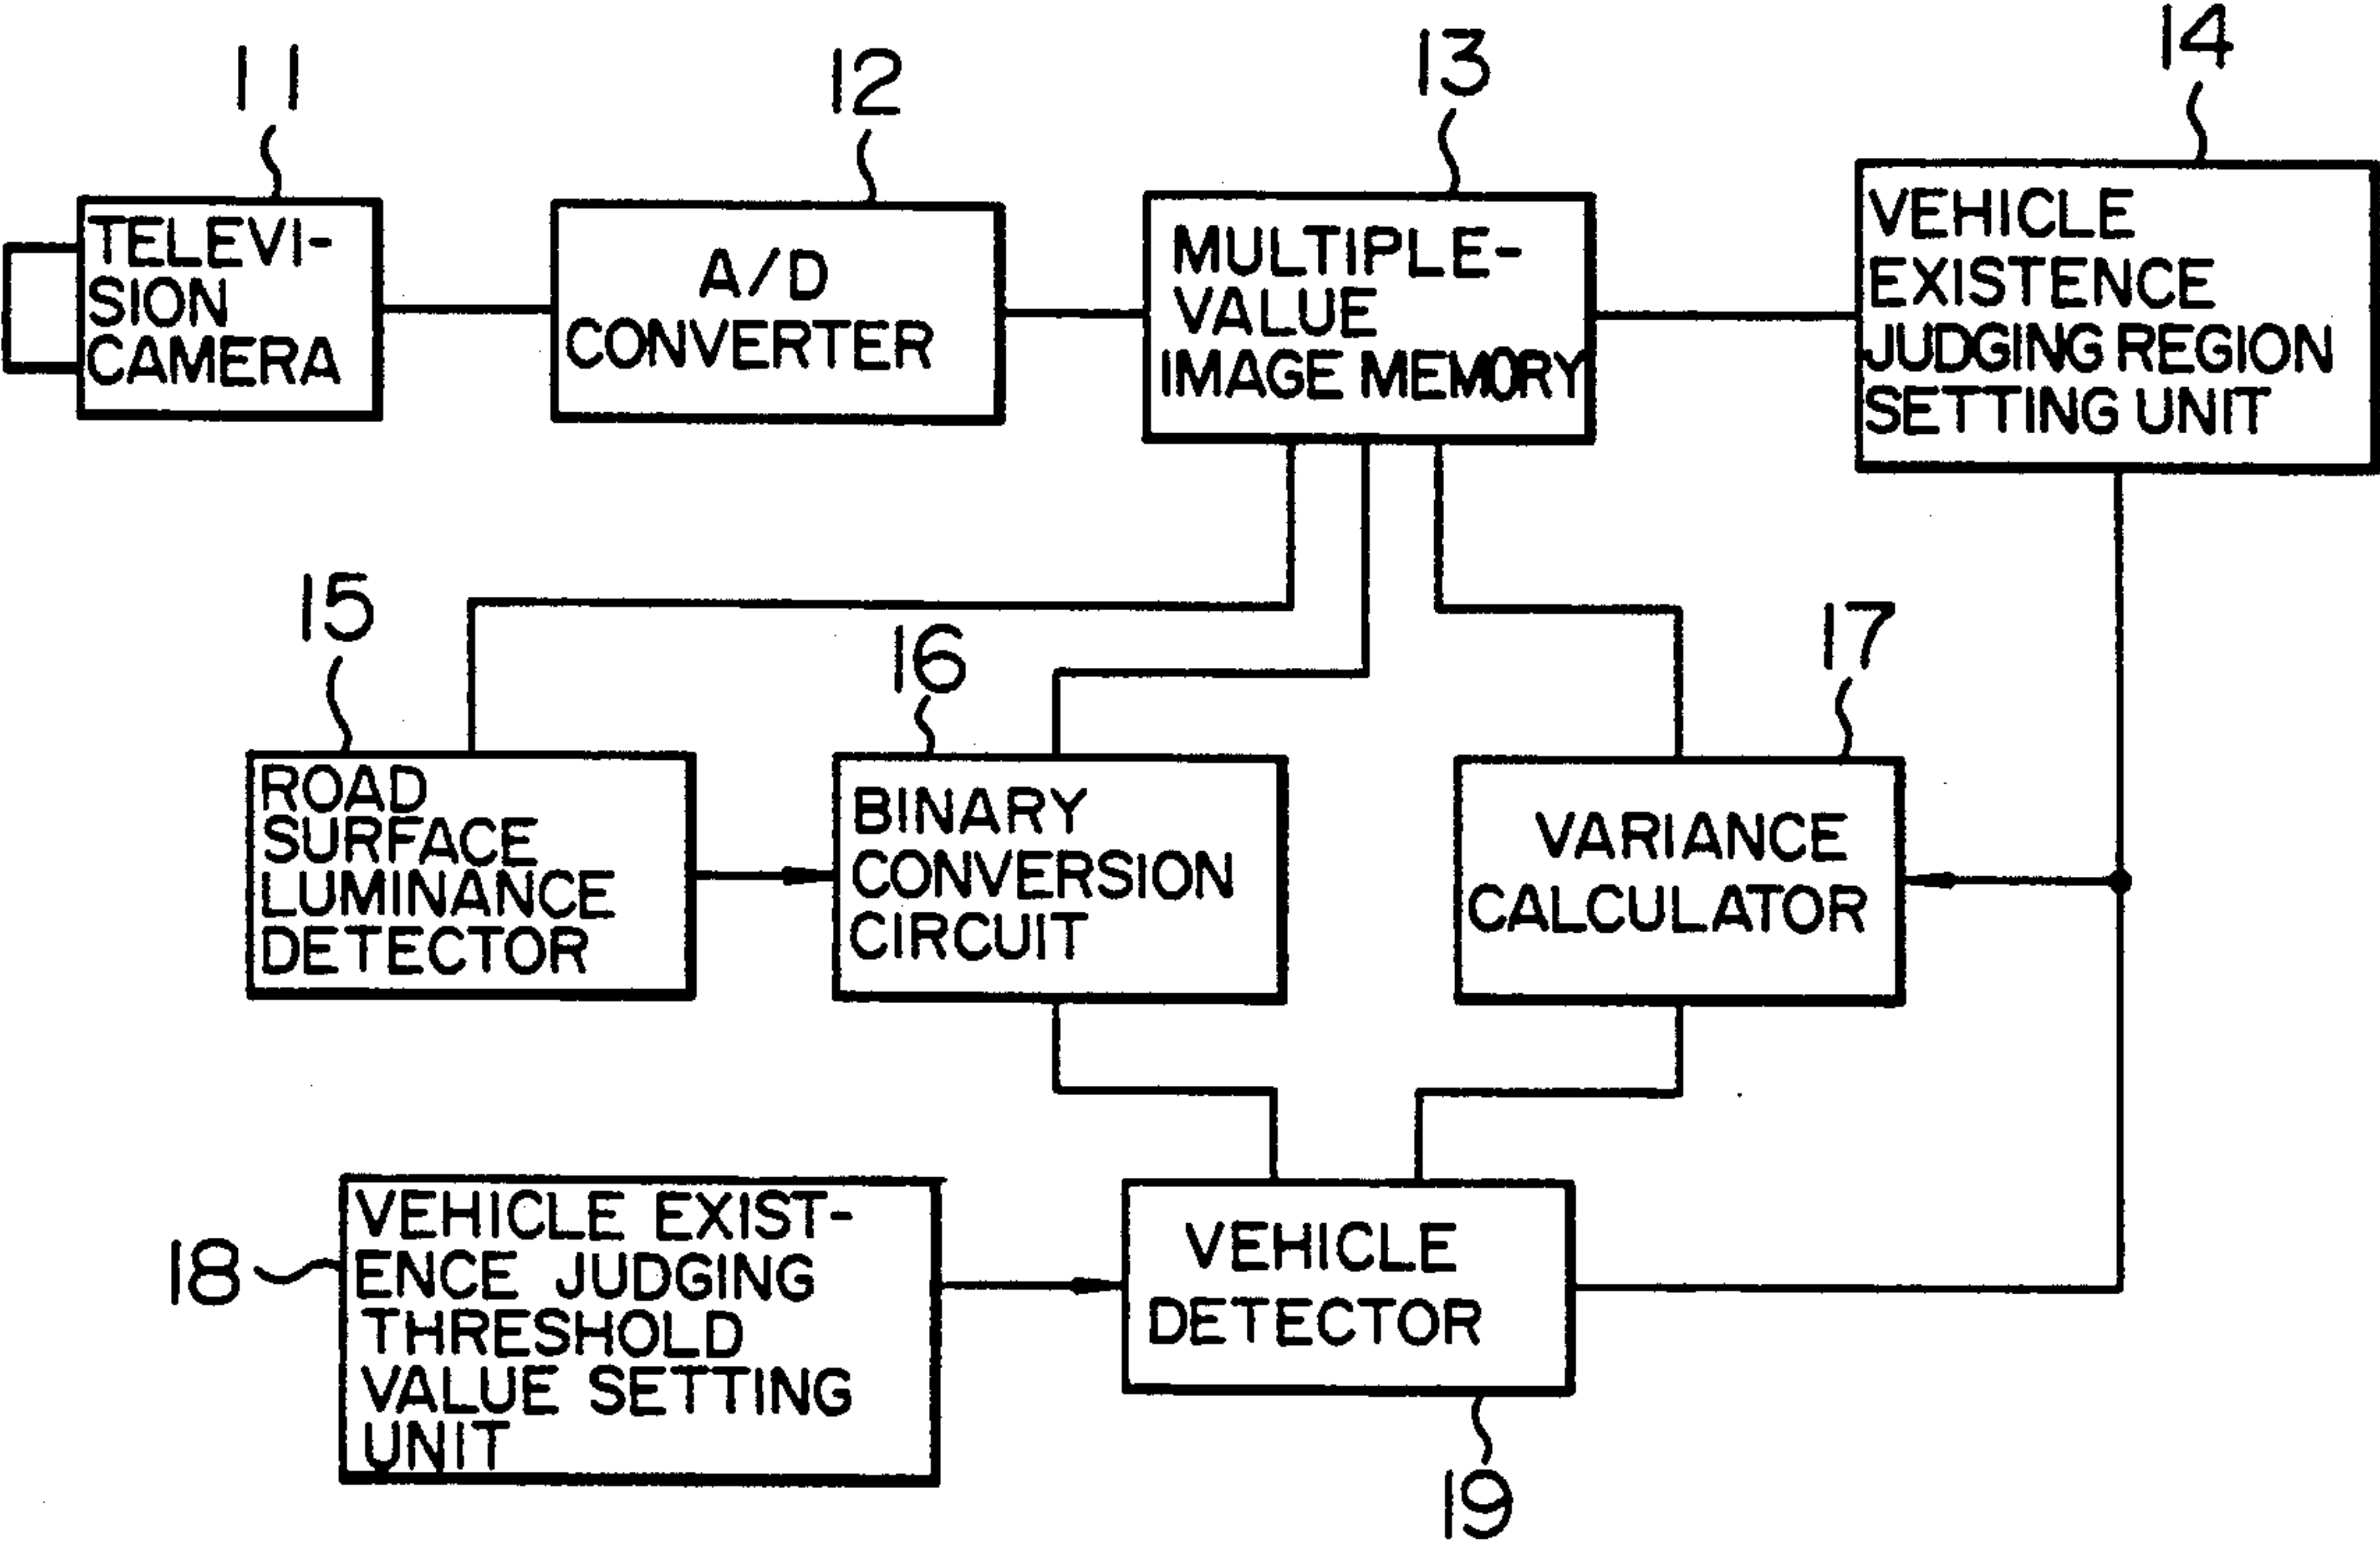 11
12
13
14
TELEVI-
SION
CAMERA
A/D
CONVERTER
MULTIPLE-
VALUE
IMAGE MEMORY
VEHICLE
EXISTENCE
JUDGING REGION
SETTING UNIT
15
16
17
ROAD
SURFACE
LUMINANCE
DETECTOR
BINARY
CONVERSION
CIRCUIT
VARIANCE
CALCULATOR
18
VEHICLE EXIST-
ENCE JUDGING
THRESHOLD
VALUE SETTING
UNIT
VEHICLE
DETECTOR
19